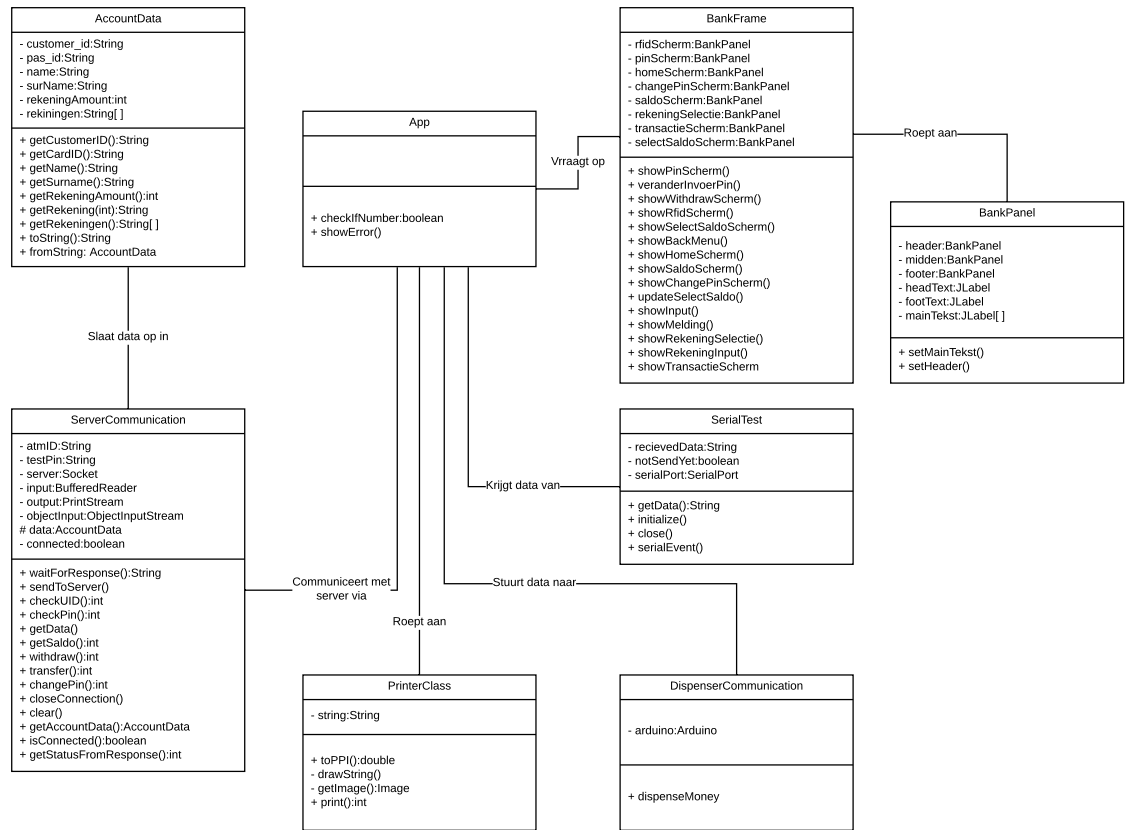 AccountData
- customer_id:String
- pas_id:String
- name:String
- surName:String
- rekeningAmount:int
- rekiningen:String[ ]
+ getCustomerID():String
+ getCardID():String
+ getName():String
+ getSurname():String
+ getRekeningAmount():int
+ getRekening(int):String
+ getRekeningen():String[ ]
+ toString():String
+ fromString: AccountData
Slaat data op in
ServerCommunication
- atmID:String
- testPin:String
- server:Socket
- input:BufferedReader
- output:PrintStream
- objectInput:ObjectInputStream
# data:AccountData
- connected:boolean
+ waitForResponse():String
+ sendToServer()
+ checkUID():int
+ checkPin():int
+ getData()
+ getSaldo():int
+ withdraw():int
+ transfer():int
+ changePin():int
+ closeConnection()
+ clear()
+ getAccountData():AccountData
+ isConnected():boolean
+ getStatusFromResponse():int
App
+ checkIfNumber:boolean
+ showError()
Vrraagt op
Communiceert met
server via
Roept aan
PrinterClass
- string:String
+ toPPI():double
- drawString()
- getImage():Image
+ print():int
BankFrame
- rfidScherm:BankPanel
- pinScherm:BankPanel
- homeScherm:BankPanel
- changePinScherm:BankPanel
- saldoScherm:BankPanel
- rekeningSelectie:BankPanel
- transactieScherm:BankPanel
- selectSaldoScherm:BankPanel
+ showPinScherm()
+ veranderInvoerPin()
+ showWithdrawScherm()
+ showRfidScherm()
+ showSelectSaldoScherm()
+ showBackMenu()
+ showHomeScherm()
+ showSaldoScherm()
+ showChangePinScherm()
+ updateSelectSaldo()
+ showInput()
+ showMelding()
+ showRekeningSelectie()
+ showRekeningInput()
+ showTransactieScherm
Roept aan
BankPanel
- header:BankPanel
- midden:BankPanel
- footer:BankPanel
- headText:JLabel
- footText:JLabel
- mainTekst:JLabel[ ]
+ setMainTekst()
+ setHeader()
Krijgt data van
SerialTest
- recievedData:String
- notSendYet:boolean
- serialPort:SerialPort
+ getData():String
+ initialize()
+ close()
+ serialEvent()
Stuurt data naar
DispenserCommunication
- arduino:Arduino
+ dispenseMoney